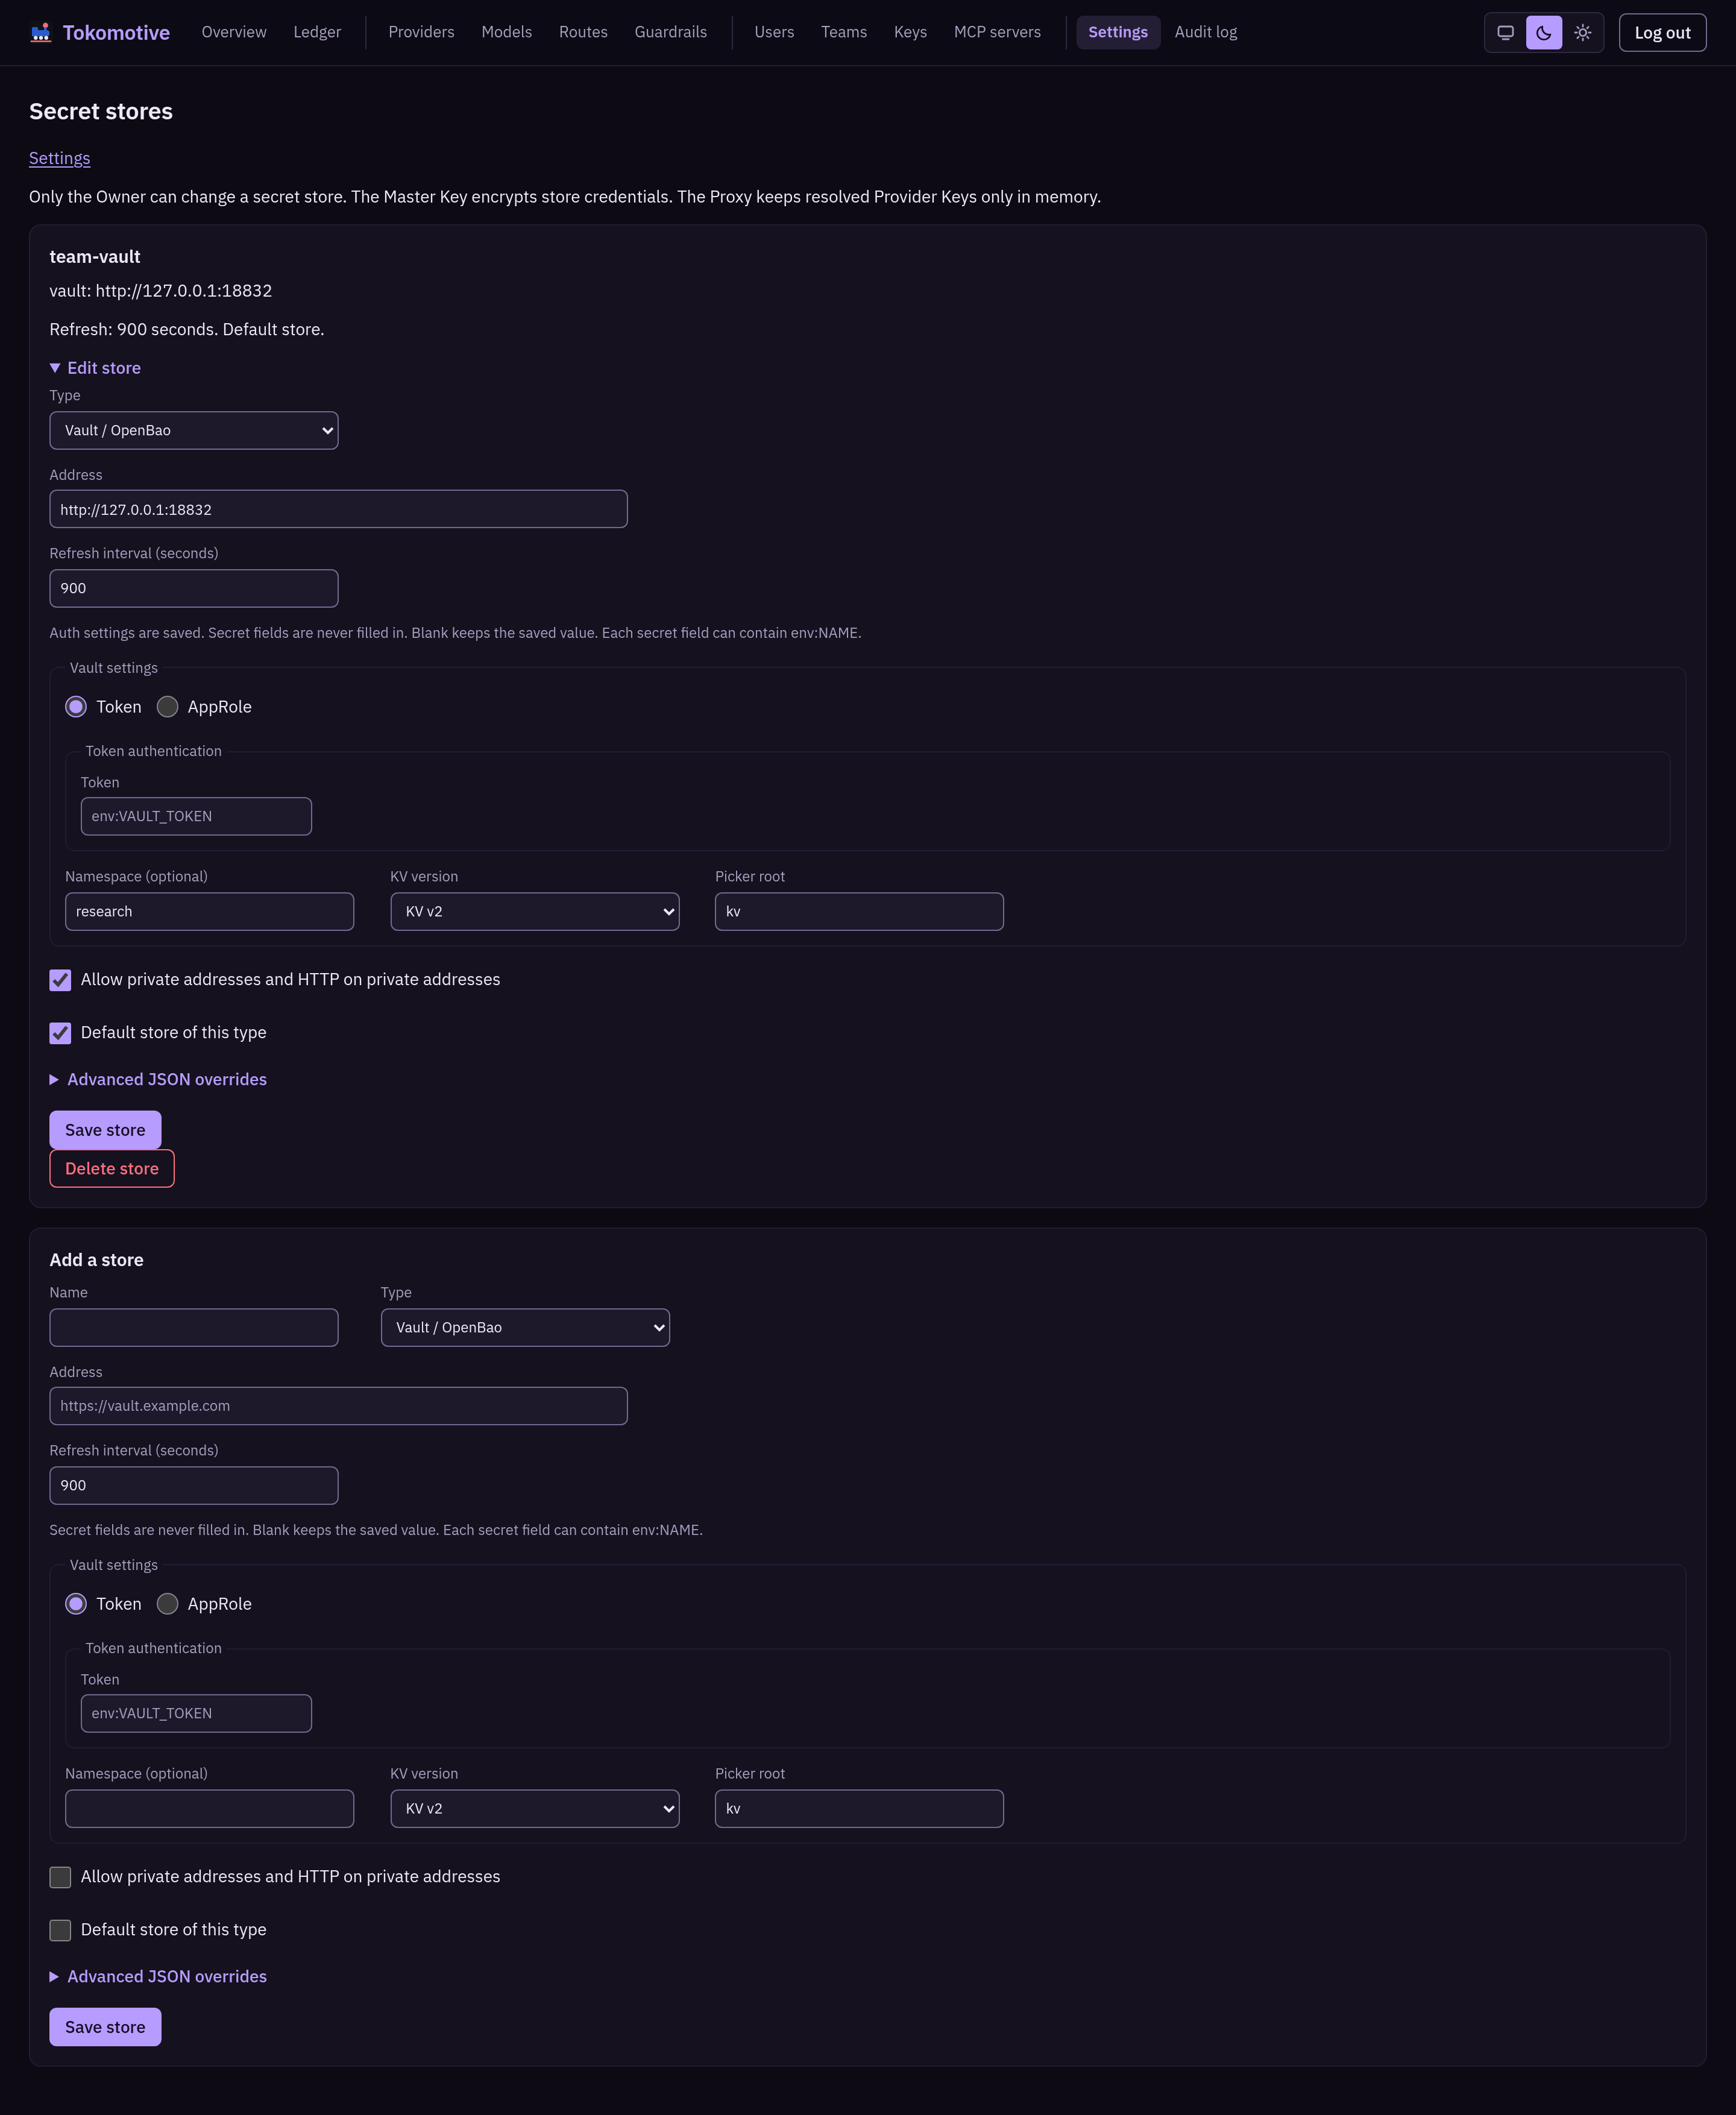 Tokomotive Overview Ledger Providers Models Routes Guardrails Users Teams Keys MCP servers Settings Audit log Log out
Secret stores
Settings
Only the Owner can change a secret store. The Master Key encrypts store credentials. The Proxy keeps resolved Provider Keys only in memory.
team-vault
vault: http://127.0.0.1:18832
Refresh: 900 seconds. Default store.
Edit store
Type
Vault / OpenBao
Address
http://127.0.0.1:18832
Refresh interval (seconds)
900
Auth settings are saved. Secret fields are never filled in. Blank keeps the saved value. Each secret field can contain env:NAME.
Vault settings
Token AppRole
Token authentication
Token
env:VAULT_TOKEN
Namespace (optional) KV version Picker root
research KV v2 kv
Allow private addresses and HTTP on private addresses
Default store of this type
Advanced JSON overrides
Save store
Delete store
Add a store
Name Type
Vault / OpenBao
Address
https://vault.example.com
Refresh interval (seconds)
900
Secret fields are never filled in. Blank keeps the saved value. Each secret field can contain env:NAME.
Vault settings
Token AppRole
Token authentication
Token
env:VAULT_TOKEN
Namespace (optional) KV version Picker root
KV v2 kv
Allow private addresses and HTTP on private addresses
Default store of this type
Advanced JSON overrides
Save store